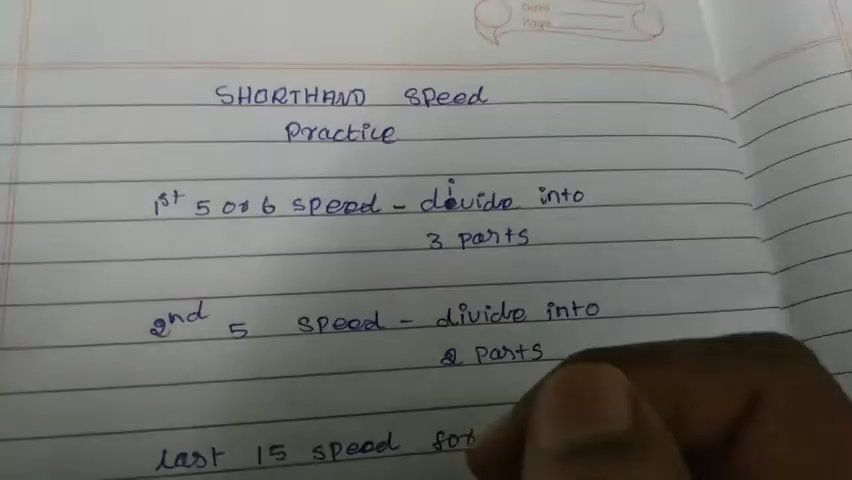 Page
SHORTHAND speed
Practice
1st 5 or 6 speed - divide into
3 parts
2nd 5 speed - divide into
2 parts
Last 15 speed for